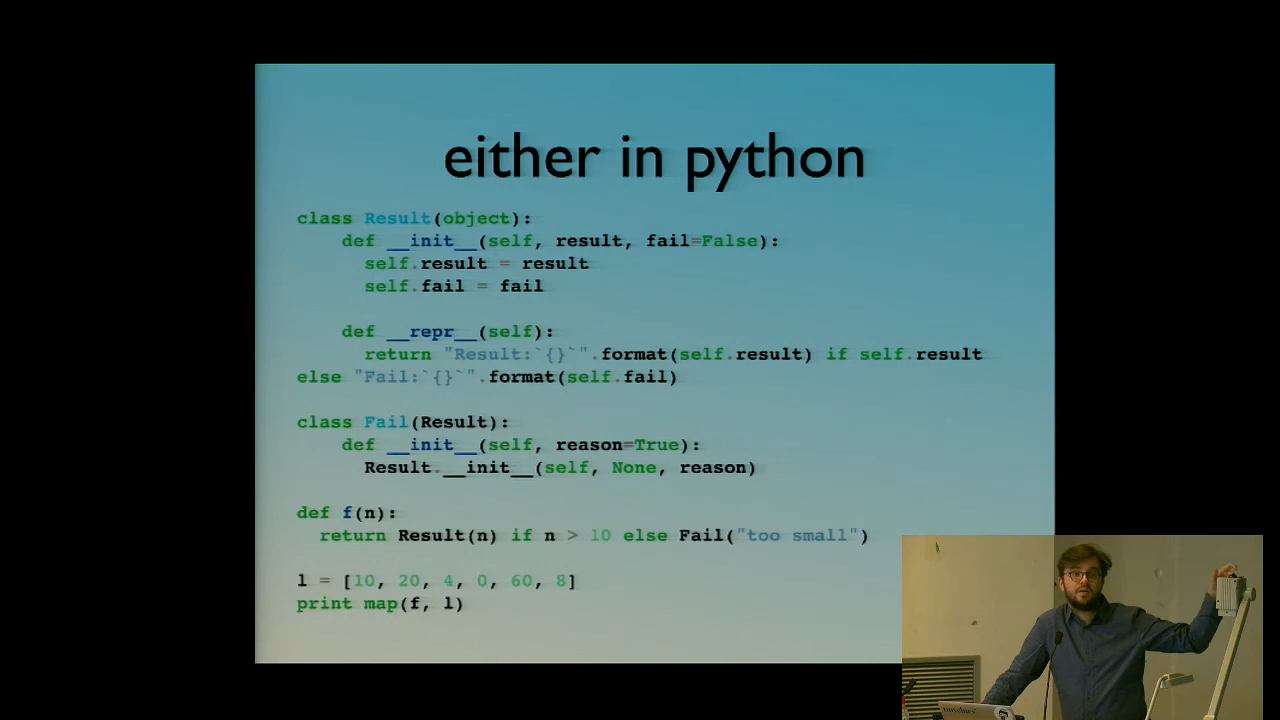 either in python
class Result(object):
    def __init__(self, result, fail=False):
      self.result = result
      self.fail = fail
    def __repr__(self):
      return "Result:`{}`".format(self.result) if self.result
else "Fail:`{}`".format(self.fail)
class Fail(Result):
    def __init__(self, reason=True):
      Result.__init__(self, None, reason)
def f(n):
  return Result(n) if n > 10 else Fail("too small")
l = [10, 20, 4, 0, 60, 8]
print map(f, l)